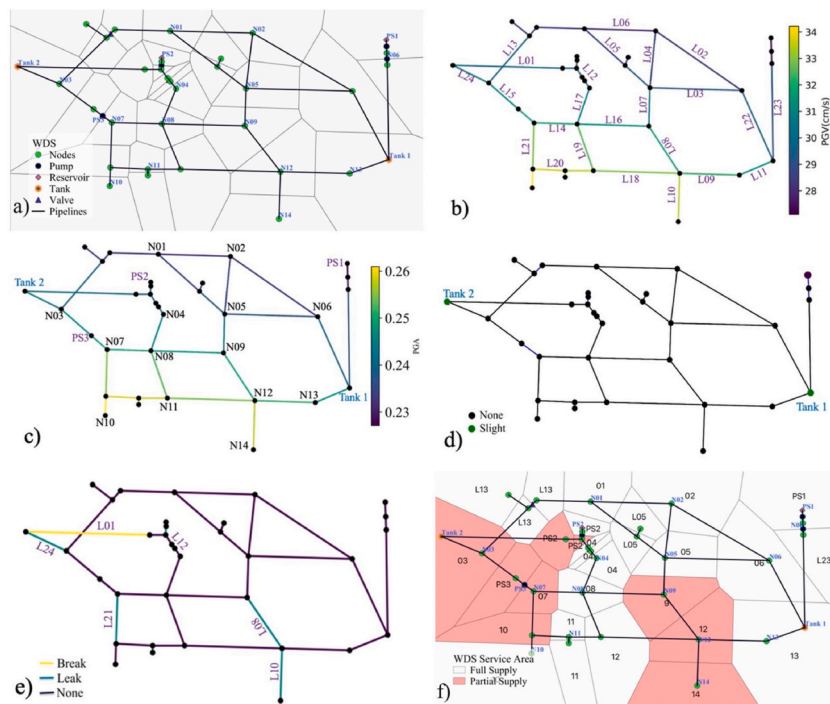 a)
N01
N02
PS1
N06
PS2
Tank 2
N03
N04
N05
PS3
N07
N08
N09
Tank 1
N10
N11
N12
N13
N14
WDS
Nodes
Pump
Reservoir
Tank
Valve
Pipelines
b)
L06
L13
L05
L04
L02
L01
L12
L24
L15
L17
L07
L03
L23
L14
L16
L22
L21
L19
L08
L20
L18
L09
L11
L10
34
33
32
31
30
29
28
PGV(cm/s)
c)
N01
N02
PS1
PS2
Tank 2
N03
N04
N05
N06
PS3
N07
N08
N09
N11
N12
N13
Tank 1
N10
N14
0.26
0.25
0.24
0.23
PGA
d)
Tank 2
Tank 1
None
Slight
e)
L01
L12
L24
L21
L08
L10
Break
Leak
None
f)
L13
L13
01
02
PS1
L13
N01
N02
PS2
PS2
L05
L05
L23
Tank 2
PS2
PS2
04
04
N04
04
N03
03
N05
05
N06
06
PS3
N07
07
08
N09
9
Tank 1
10
N10
N11
11
11
12
12
13
N14
14
WDS Service Area
Full Supply
Partial Supply